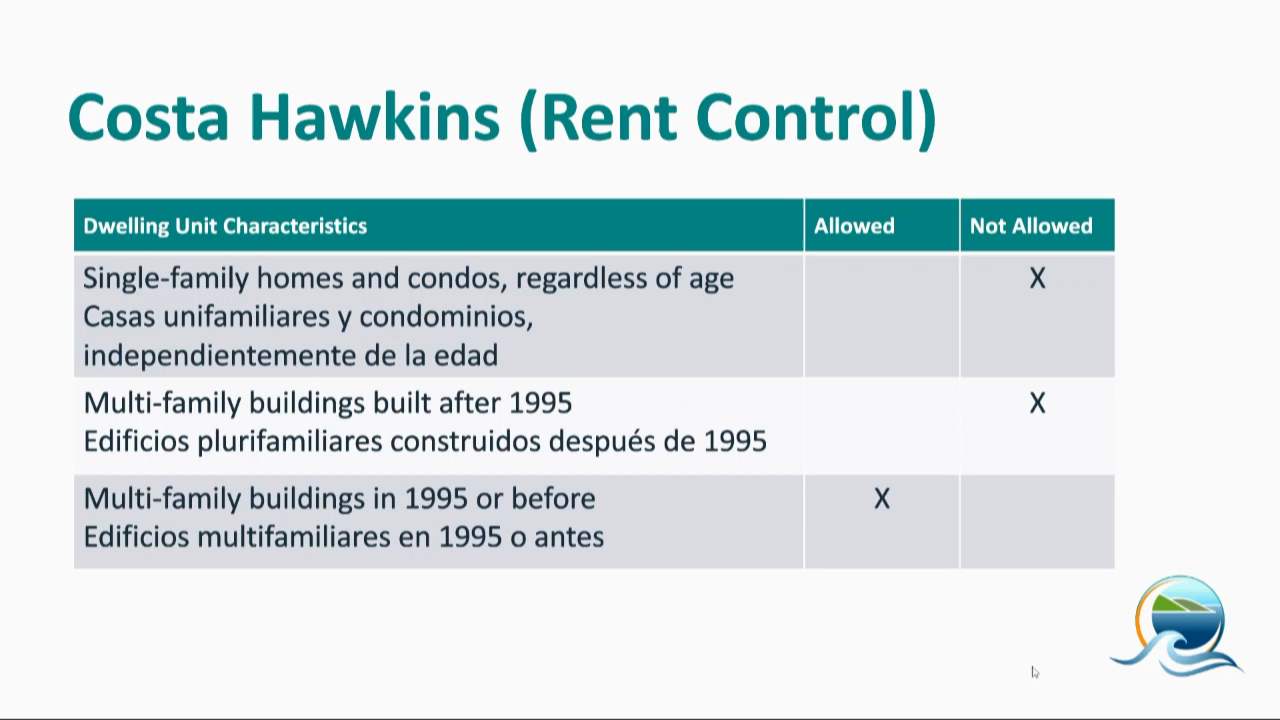 Costa Hawkins (Rent Control)
Dwelling Unit Characteristics Allowed Not Allowed
Single-family homes and condos, regardless of age X
Casas unifamiliares y condominios,
independientemente de la edad
Multi-family buildings built after 1995 X
Edificios plurifamiliares construidos después de 1995
Multi-family buildings in 1995 or before X
Edificios multifamiliares en 1995 o antes